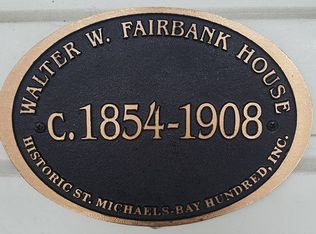 WALTER W. FAIRBANK HOUSE
C. 1854-1908
HISTORIC ST. MICHAELS-BAY HUNDRED, INC.